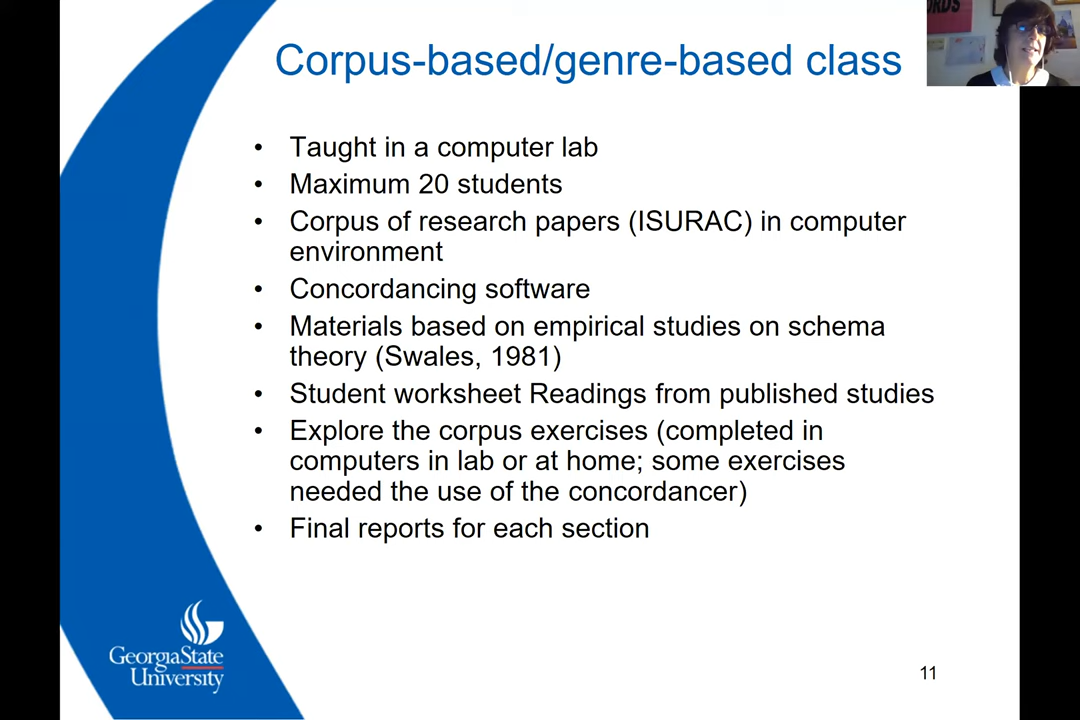 Corpus-based/genre-based class
• Taught in a computer lab
• Maximum 20 students
• Corpus of research papers (ISURAC) in computer
environment
• Concordancing software
• Materials based on empirical studies on schema
theory (Swales, 1981)
• Student worksheet Readings from published studies
• Explore the corpus exercises (completed in
computers in lab or at home; some exercises
needed the use of the concordancer)
• Final reports for each section
GeorgiaState
University
11